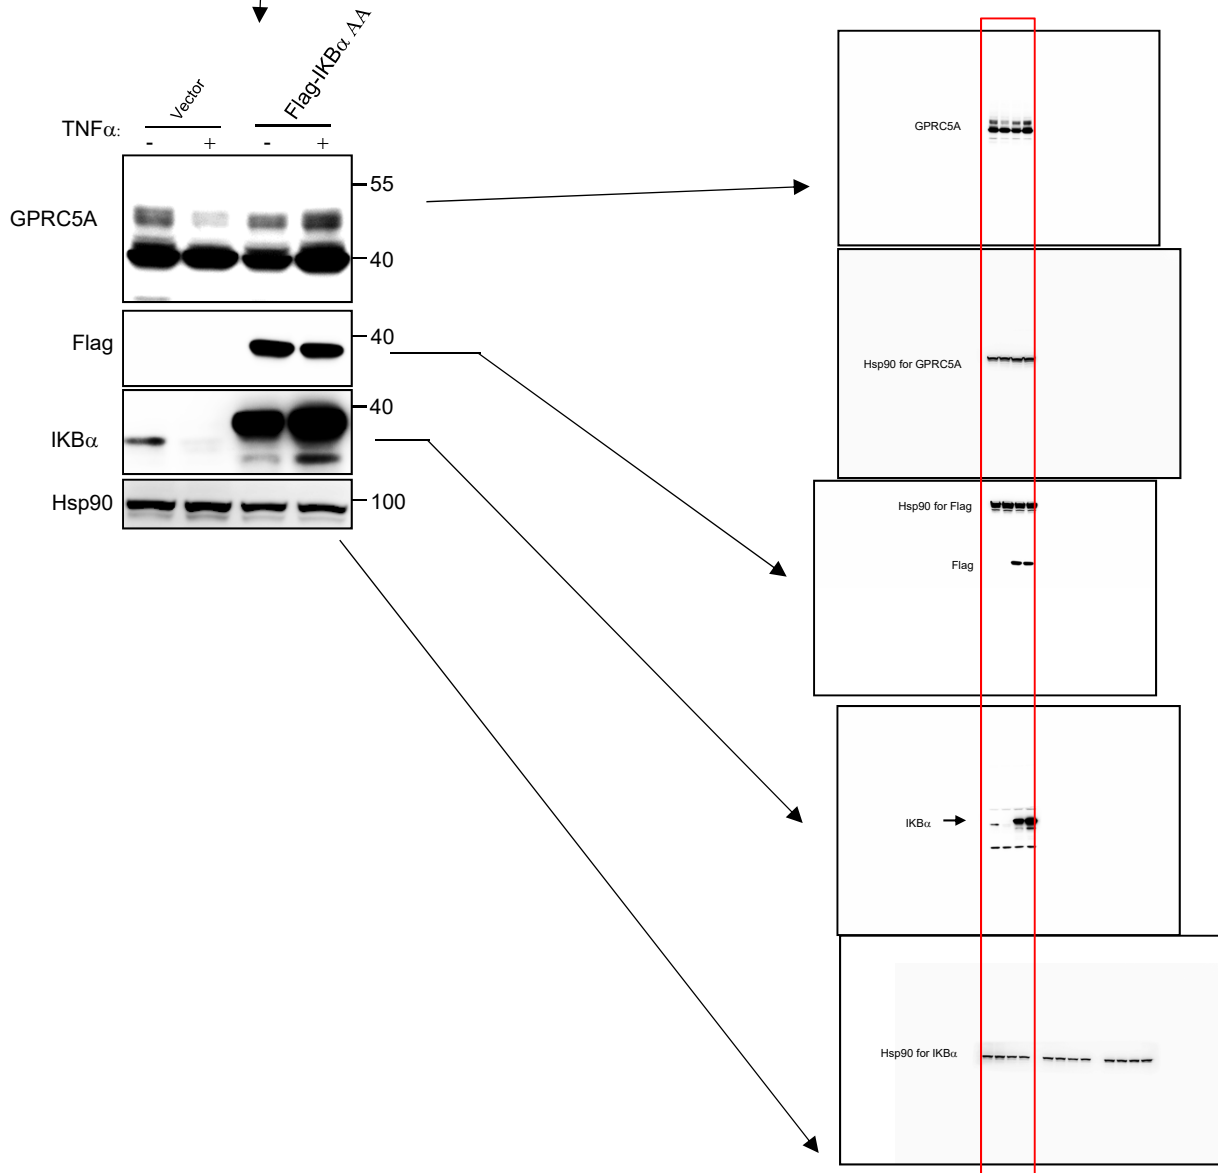 Vector
Flag-IKBα AA
TNFα:
- + - +
55
GPRC5A
40
Flag
40
IKBα
40
Hsp90
100
GPRC5A
Hsp90 for GPRC5A
Hsp90 for Flag
Flag
IKBα
Hsp90 for IKBα